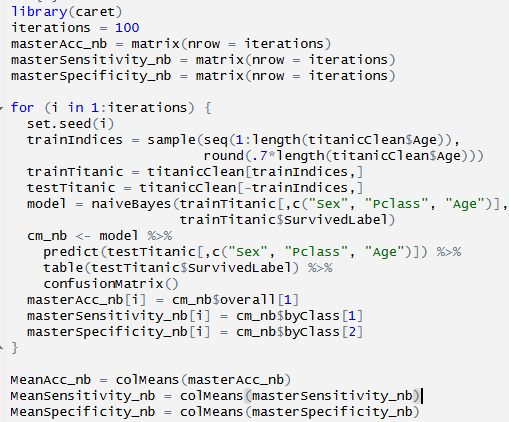 library(caret)
iterations = 100
masterAcc_nb = matrix(nrow = iterations)
masterSensitivity_nb = matrix(nrow = iterations)
masterSpecificity_nb = matrix(nrow = iterations)

for (i in 1:iterations) {
  set.seed(i)
  trainIndices = sample(seq(1:length(titanicClean$Age)),
                        round(.7*length(titanicClean$Age)))
  trainTitanic = titanicClean[trainIndices,]
  testTitanic = titanicClean[-trainIndices,]
  model = naiveBayes(trainTitanic[,c("Sex", "Pclass", "Age")],
                     trainTitanic$SurvivedLabel)
  cm_nb <- model %>%
    predict(testTitanic[,c("Sex", "Pclass", "Age")]) %>%
    table(testTitanic$SurvivedLabel) %>%
    confusionMatrix()
  masterAcc_nb[i] = cm_nb$overall[1]
  masterSensitivity_nb[i] = cm_nb$byClass[1]
  masterSpecificity_nb[i] = cm_nb$byClass[2]
}

MeanAcc_nb = colMeans(masterAcc_nb)
MeanSensitivity_nb = colMeans(masterSensitivity_nb)
MeanSpecificity_nb = colMeans(masterSpecificity_nb)